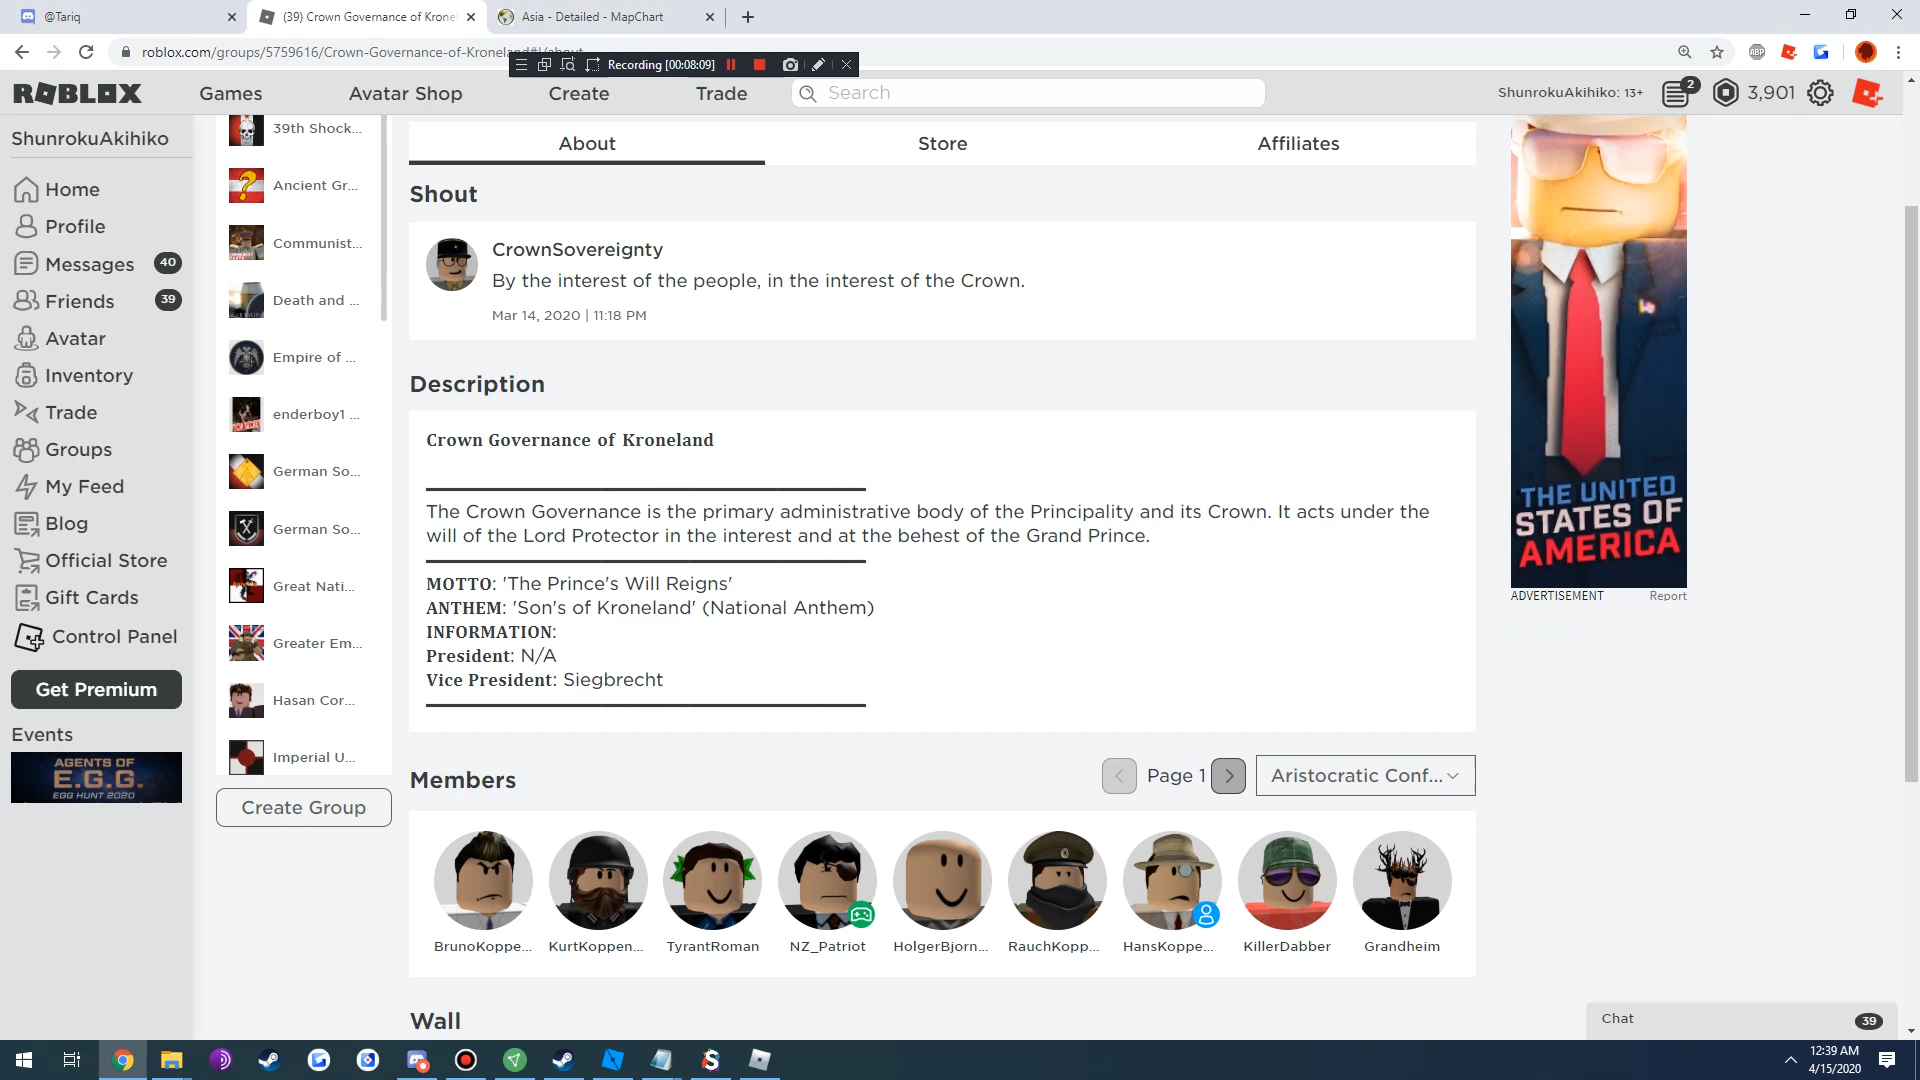 @Tariq
(39) Crown Governance of Krone
Asia - Detailed - MapChart
roblox.com/groups/5759616/Crown-Governance-of-Kroneland#!/about
Recording [00:08:09]
ABP
ROBLOX
Games
Avatar Shop
Create
Trade
Search
ShunrokuAkihiko: 13+
2
3,901
ShunrokuAkihiko
Home
Profile
Messages
40
Friends
39
Avatar
Inventory
Trade
Groups
My Feed
Blog
Official Store
Gift Cards
Control Panel
Get Premium
Events
AGENTS OF
E.G.G.
EGG HUNT 2020
39th Shock...
Ancient Gr...
Communist...
Death and ...
Empire of ...
enderboy1 ...
German So...
German So...
Great Nati...
Greater Em...
Hasan Cor...
Imperial U...
Create Group
About
Store
Affiliates
Shout
CrownSovereignty
By the interest of the people, in the interest of the Crown.
Mar 14, 2020 | 11:18 PM
Description
Crown Governance of Kroneland
The Crown Governance is the primary administrative body of the Principality and its Crown. It acts under the
will of the Lord Protector in the interest and at the behest of the Grand Prince.
MOTTO: 'The Prince's Will Reigns'
ANTHEM: 'Son's of Kroneland' (National Anthem)
INFORMATION:
President: N/A
Vice President: Siegbrecht
Members
Page 1
Aristocratic Conf...
BrunoKoppe...
KurtKoppen...
TyrantRoman
NZ_Patriot
HolgerBjorn...
RauchKopp...
HansKoppe...
KillerDabber
Grandheim
Wall
THE UNITED
STATES OF
AMERICA
ADVERTISEMENT
Report
Chat
39
12:39 AM
4/15/2020